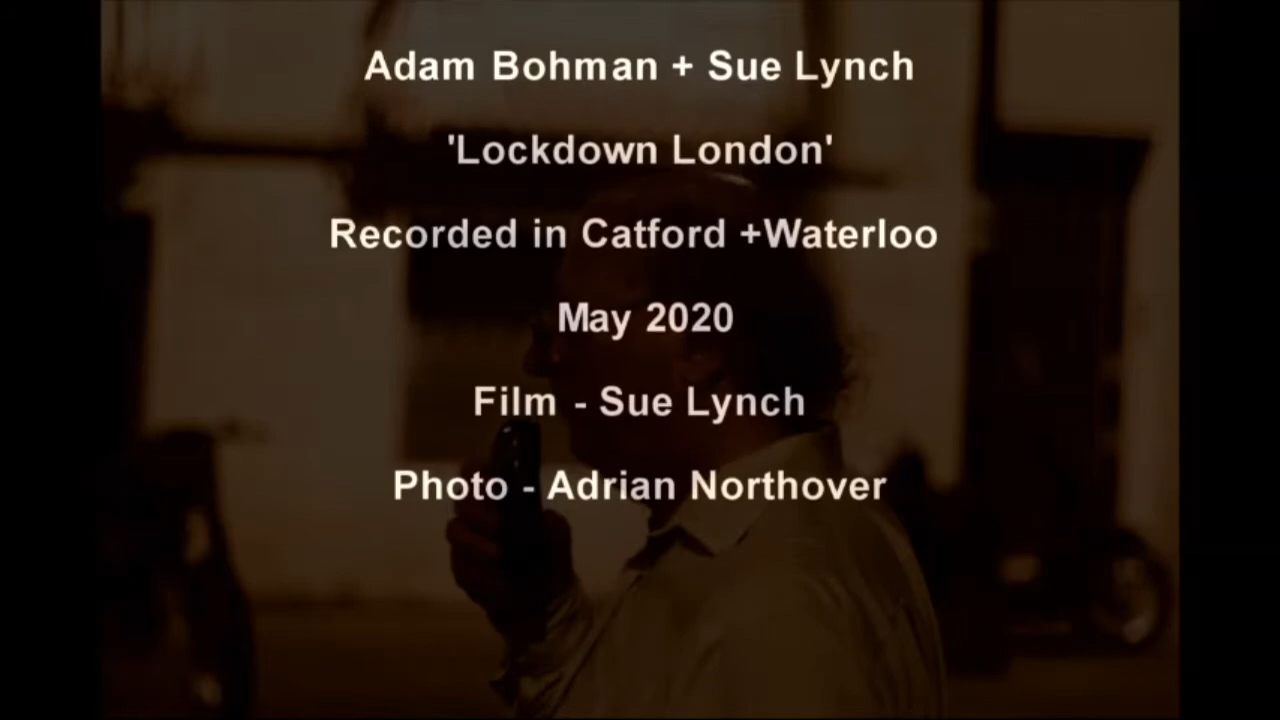 Adam Bohman + Sue Lynch
'Lockdown London'
Recorded in Catford +Waterloo
May 2020
Film - Sue Lynch
Photo - Adrian Northover